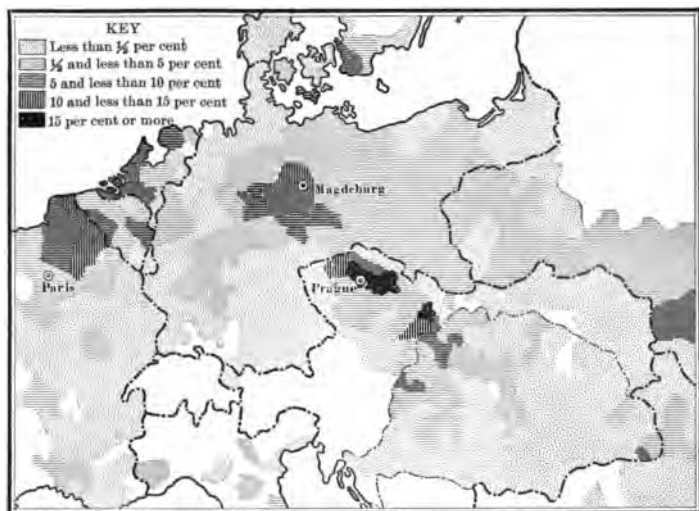 KEY
Less than ½ per cent
½ and less than 5 per cent
5 and less than 10 per cent
10 and less than 15 per cent
15 per cent or more
Magdeburg
Prague
Paris